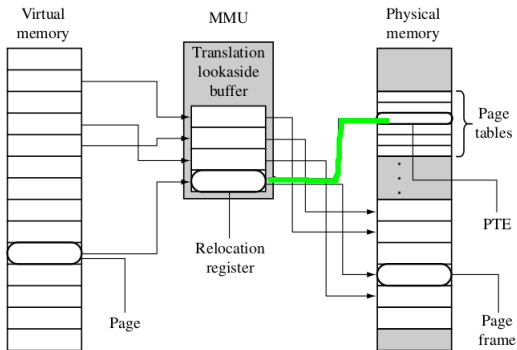 Virtual
memory
MMU
Physical
memory
Translation
lookaside
buffer
Page
tables
PTE
Relocation
register
Page
Page
frame